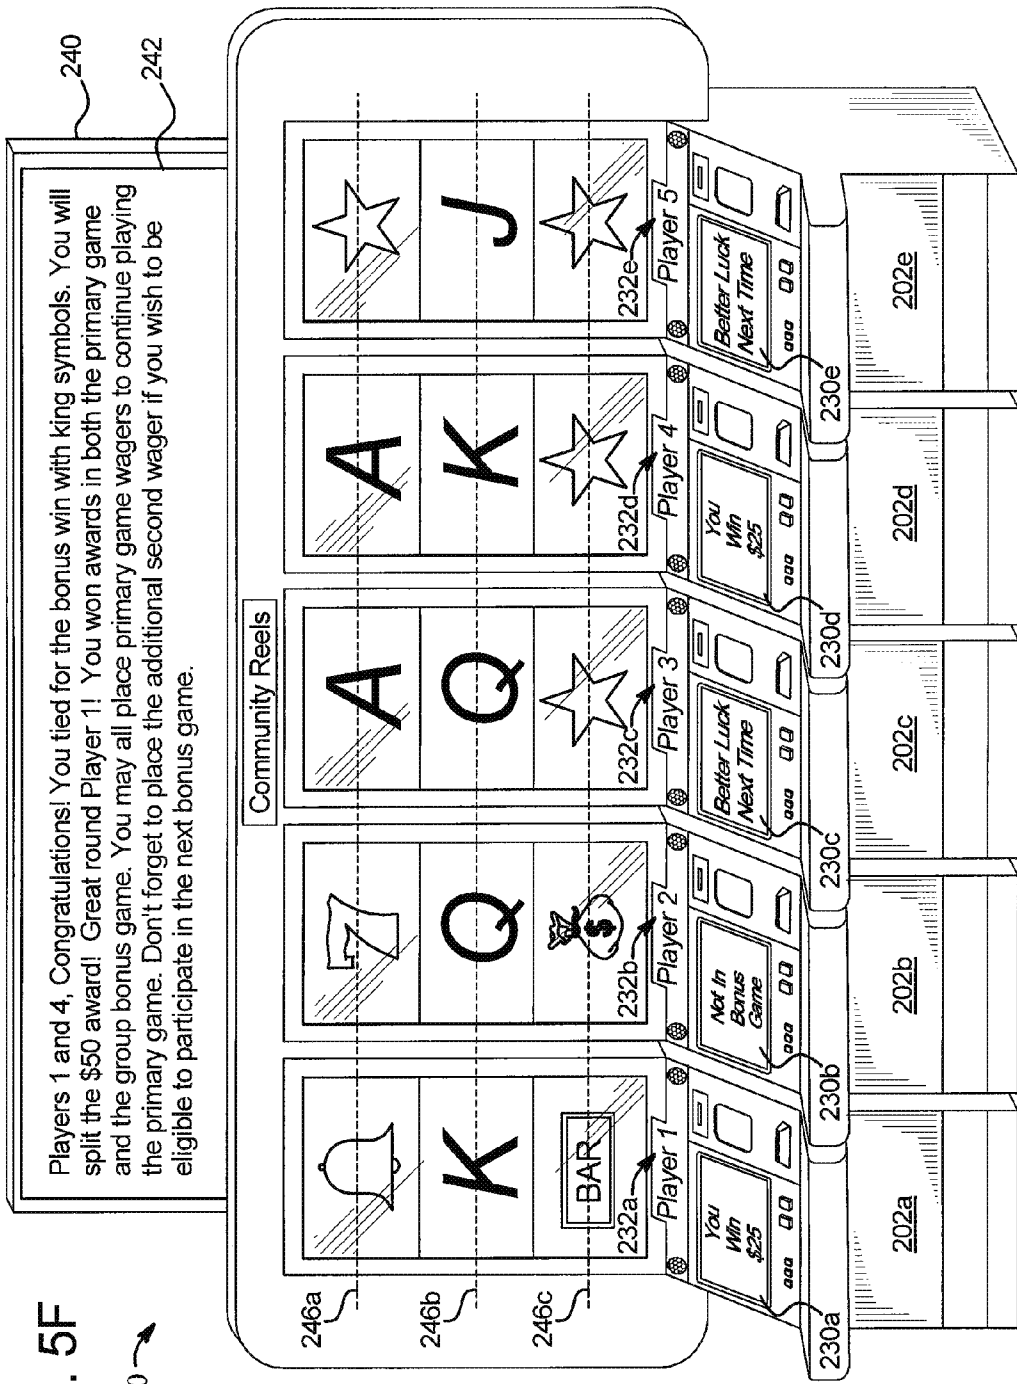 . 5F
240
242
Players 1 and 4, Congratulations! You tied for the bonus win with king symbols. You will
split the $50 award! Great round Player 1! You won awards in both the primary game
and the group bonus game. You may all place primary game wagers to continue playing
the primary game. Don't forget to place the additional second wager if you wish to be
eligible to participate in the next bonus game.
Community Reels
246a
A
A
246b
K
Q
Q
K
J
246c
BAR
$
232a
232b
232c
232d
232e
Player 1
Player 2
Player 3
Player 4
Player 5
You
Win
$25
Not In
Bonus
Game
Better Luck
Next Time
You
Win
$25
Better Luck
Next Time
230a
230b
230c
230d
230e
202a
202b
202c
202d
202e